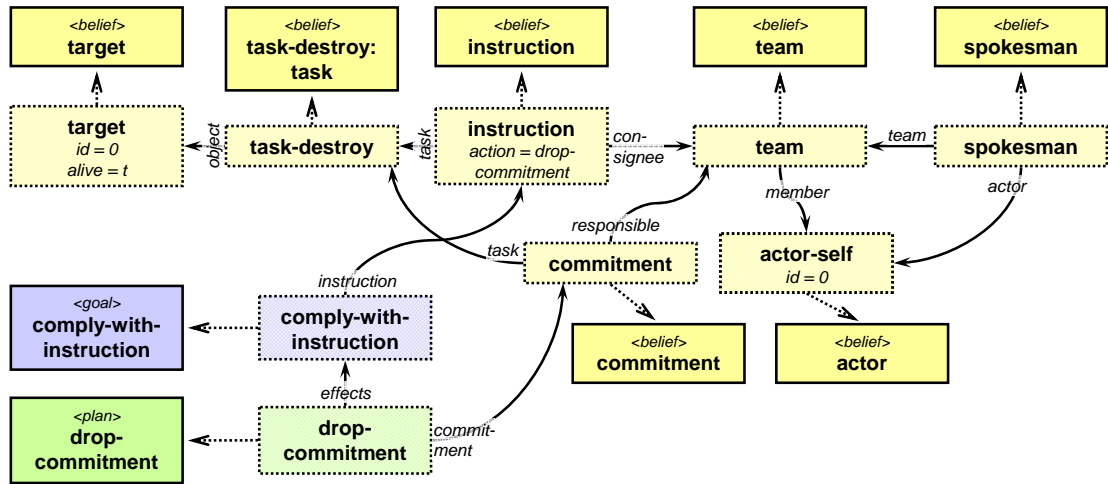 <belief>
target
<belief>
task-destroy:
task
<belief>
instruction
<belief>
team
<belief>
spokesman
target
id = 0
alive = t
object
task-destroy
task
instruction
action = drop-
commitment
con-
signee
team
team
spokesman
member
actor
responsible
task
commitment
actor-self
id = 0
instruction
<goal>
comply-with-
instruction
comply-with-
instruction
<belief>
commitment
<belief>
actor
effects
<plan>
drop-
commitment
drop-
commitment
commit-
ment